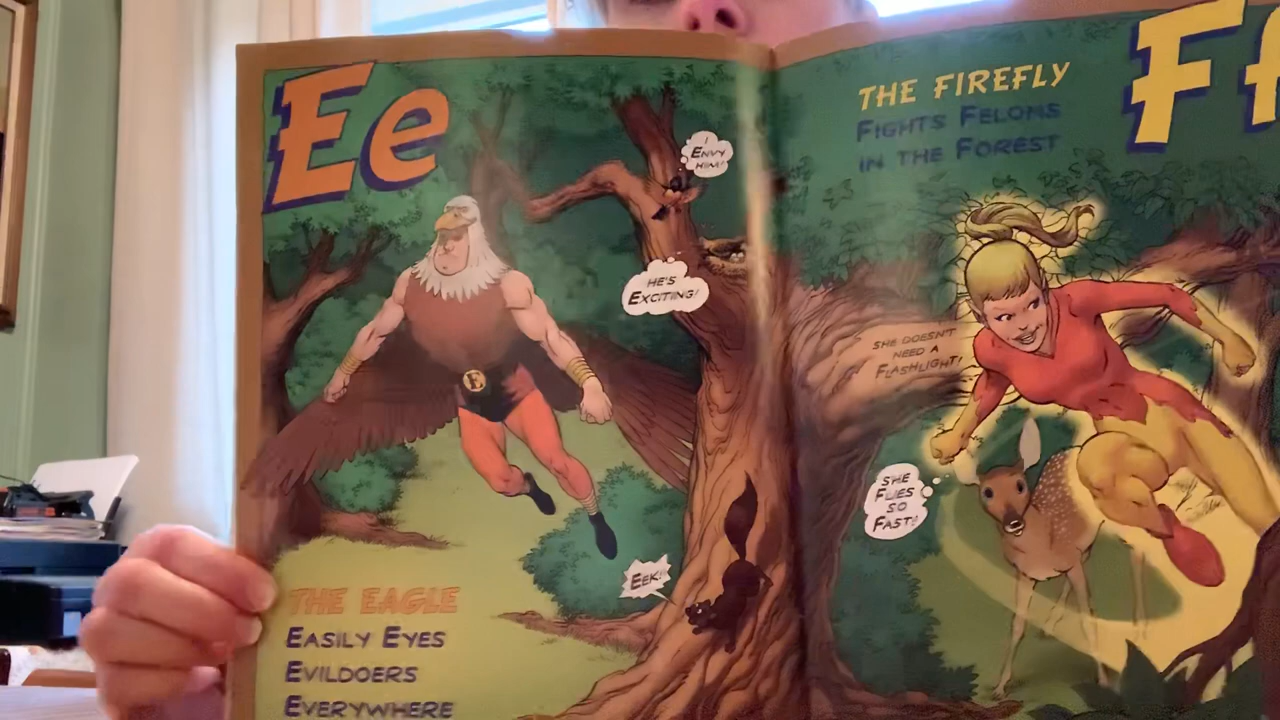 Ee
I
ENVY
HIM!
HE'S
EXCITING!
EEK!
THE EAGLE
EASILY EYES
EVILDOERS
EVERYWHERE
THE FIREFLY
FIGHTS FELONS
IN THE FOREST
Ff
SHE DOESN'T
NEED A
FLASHLIGHT!
SHE
FLIES
SO
FAST!